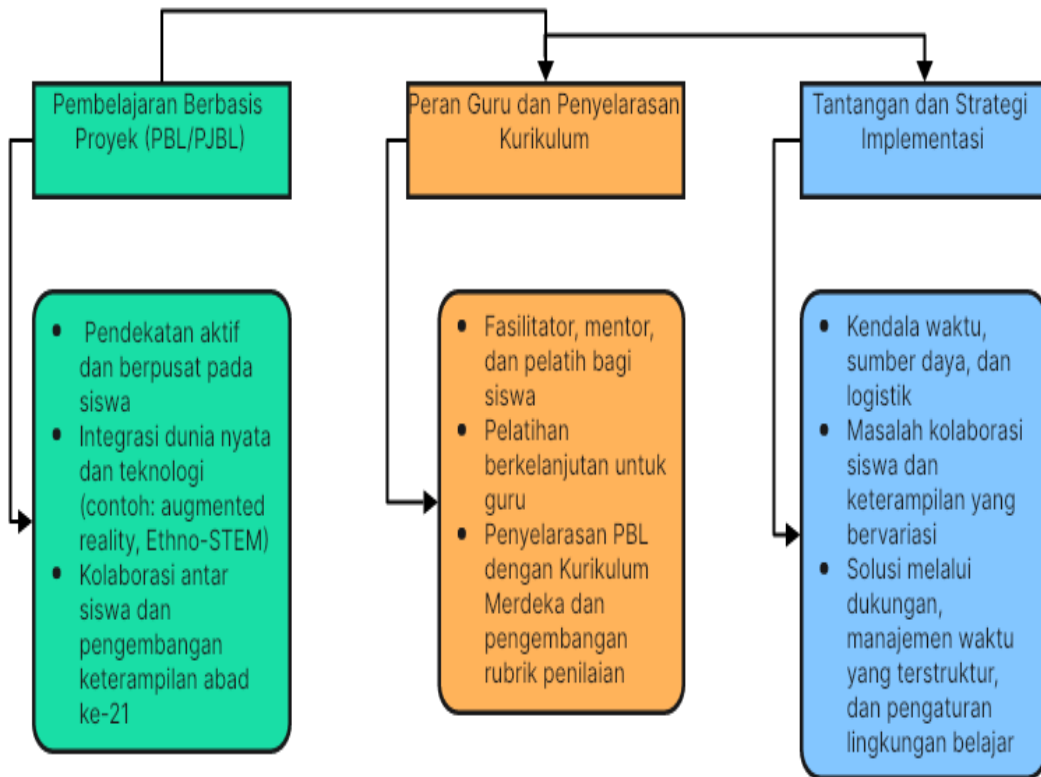 Pembelajaran Berbasis
Proyek (PBL/PJBL)
Peran Guru dan Penyelarasan
Kurikulum
Tantangan dan Strategi
Implementasi
• Pendekatan aktif
dan berpusat pada
siswa
• Integrasi dunia nyata
dan teknologi
(contoh: augmented
reality, Ethno-STEM)
• Kolaborasi antar
siswa dan
pengembangan
keterampilan abad
ke-21
• Fasilitator, mentor,
dan pelatih bagi
siswa
• Pelatihan
berkelanjutan untuk
guru
• Penyelarasan PBL
dengan Kurikulum
Merdeka dan
pengembangan
rubrik penilaian
• Kendala waktu,
sumber daya, dan
logistik
• Masalah kolaborasi
siswa dan
keterampilan yang
bervariasi
• Solusi melalui
dukungan,
manajemen waktu
yang terstruktur,
dan pengaturan
lingkungan belajar